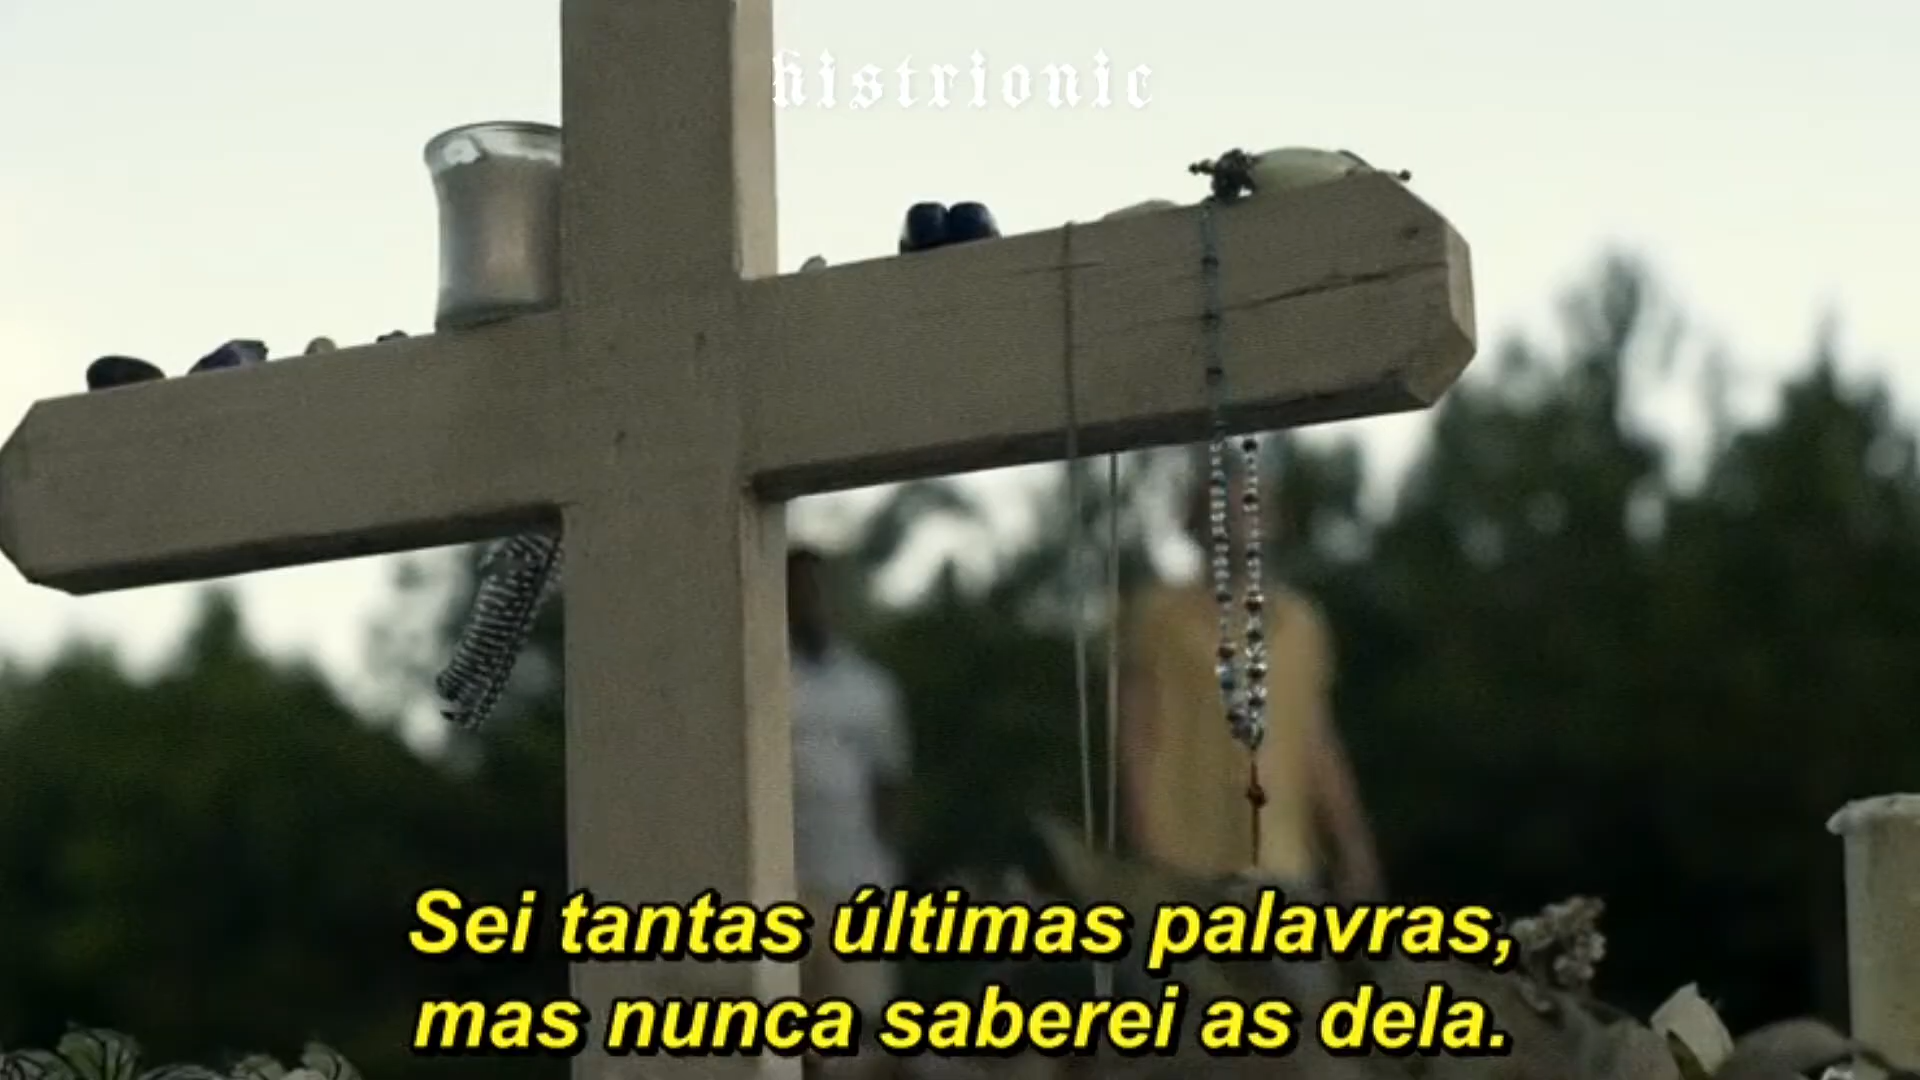 histrionic
Sei tantas últimas palavras,
mas nunca saberei as dela.